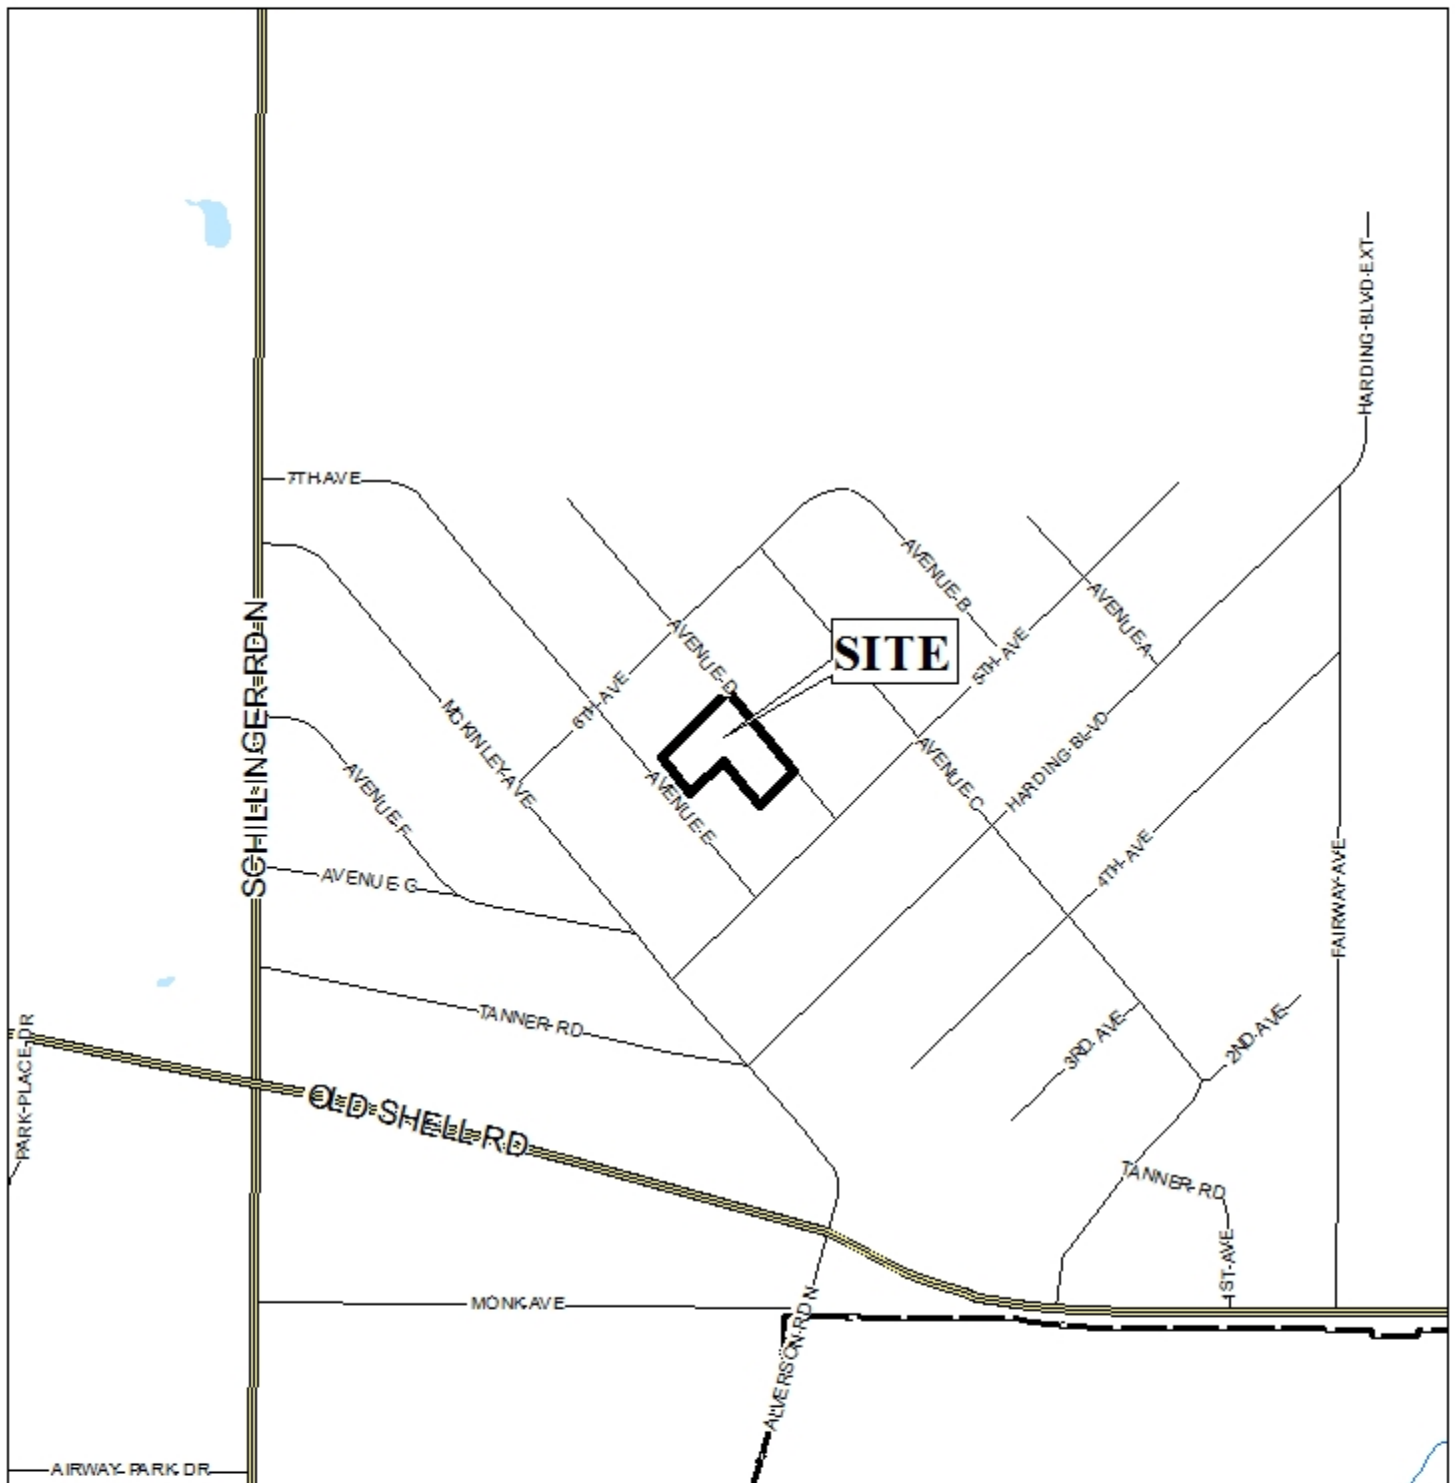 HARDING BLVD EXT
7TH AVE
AVENUE B
AVENUE A
SCHILLINGER RD N
AVENUE D
SITE
5TH AVE
6TH AVE
MCKINLEY AVE
AVENUE F
AVENUE E
AVENUE C
HARDING BLVD
4TH AVE
FAIRWAY AVE
AVENUE G
TANNER RD
3RD AVE
2ND AVE
PARK PLACE DR
OLD SHELL RD
TANNER RD
1ST AVE
MONK AVE
ALVERSON RD N
AIRWAY PARK DR